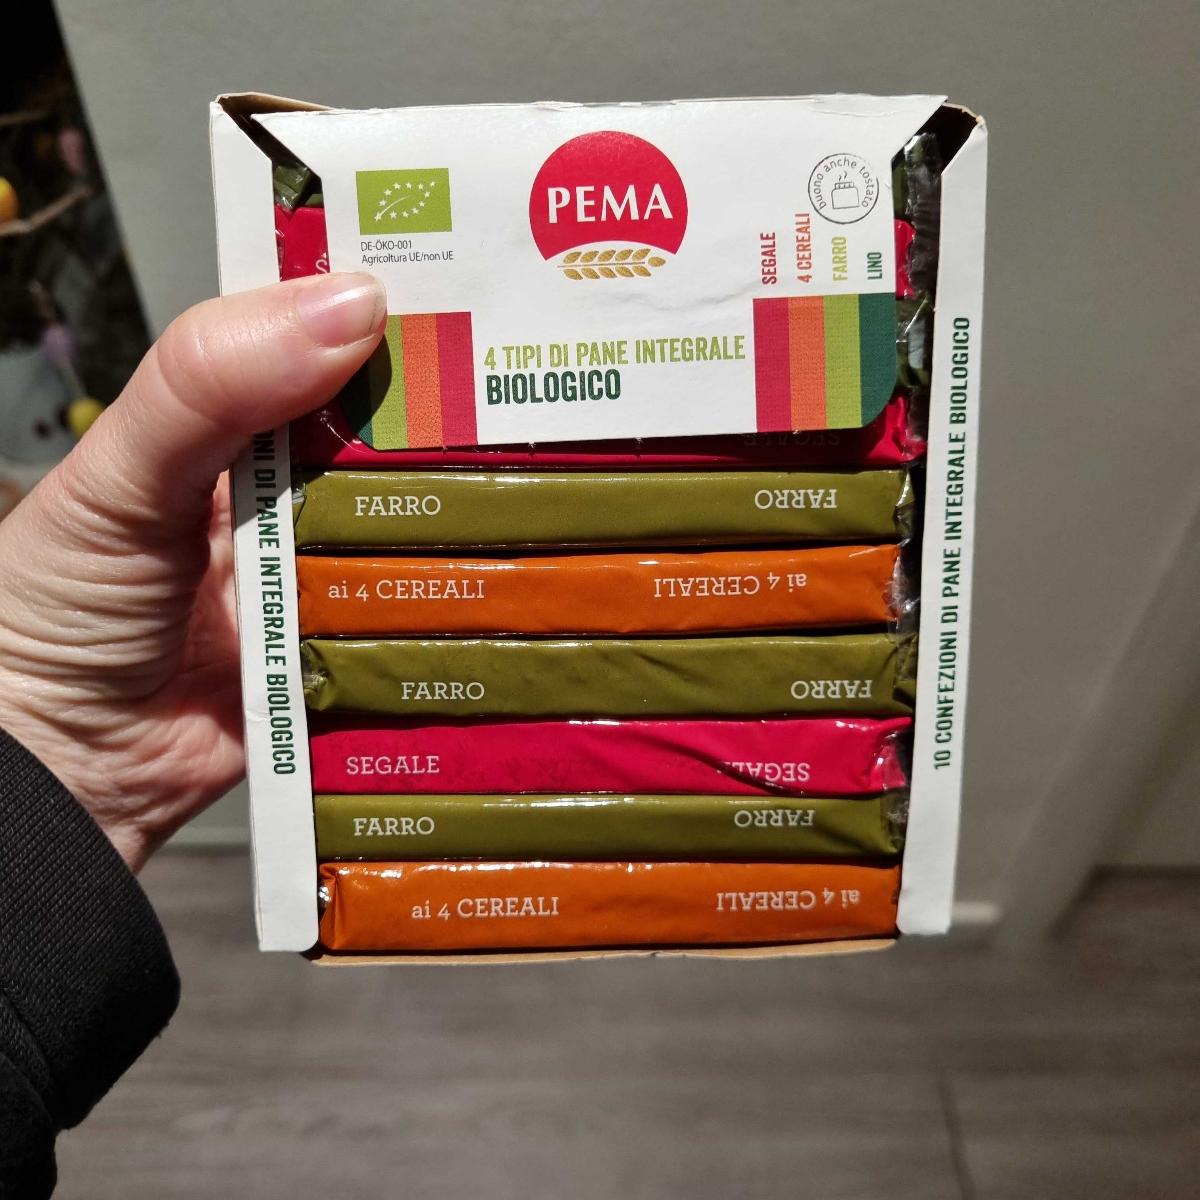 PEMA
DE-ÖKO-001
Agricoltura UE/non UE
Buono anche tostato
SEGALE
4 CEREALI
FARRO
LINO
4 TIPI DI PANE INTEGRALE
BIOLOGICO
SEGALE
FARRO FARRO
ai 4 CEREALI ai 4 CEREALI
FARRO FARRO
SEGALE SEGALE
FARRO FARRO
ai 4 CEREALI ai 4 CEREALI
DI PANE INTEGRALE BIOLOGICO
10 CONFEZIONI DI PANE INTEGRALE BIOLOGICO